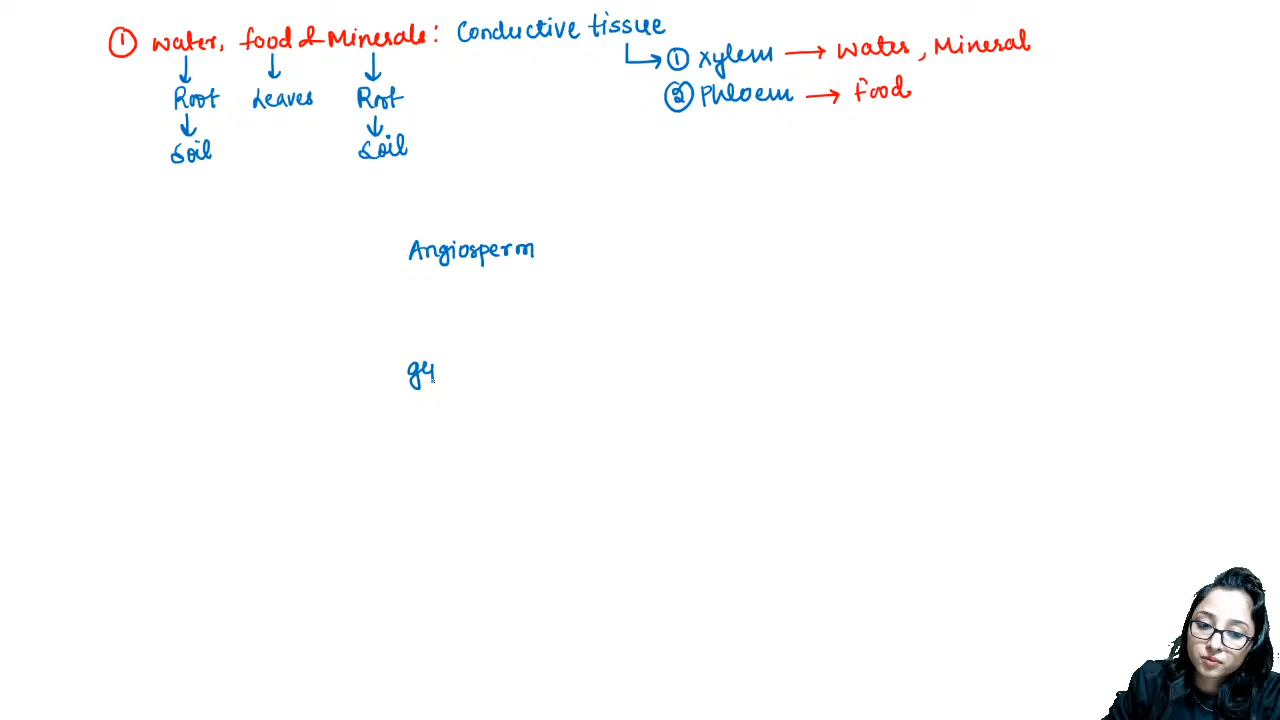 ① Water, food & Minerals: Conductive tissue
① Xylem → Water, Mineral
Root Leaves Root
② Phloem → Food
Soil Soil
Angiosperm
gy